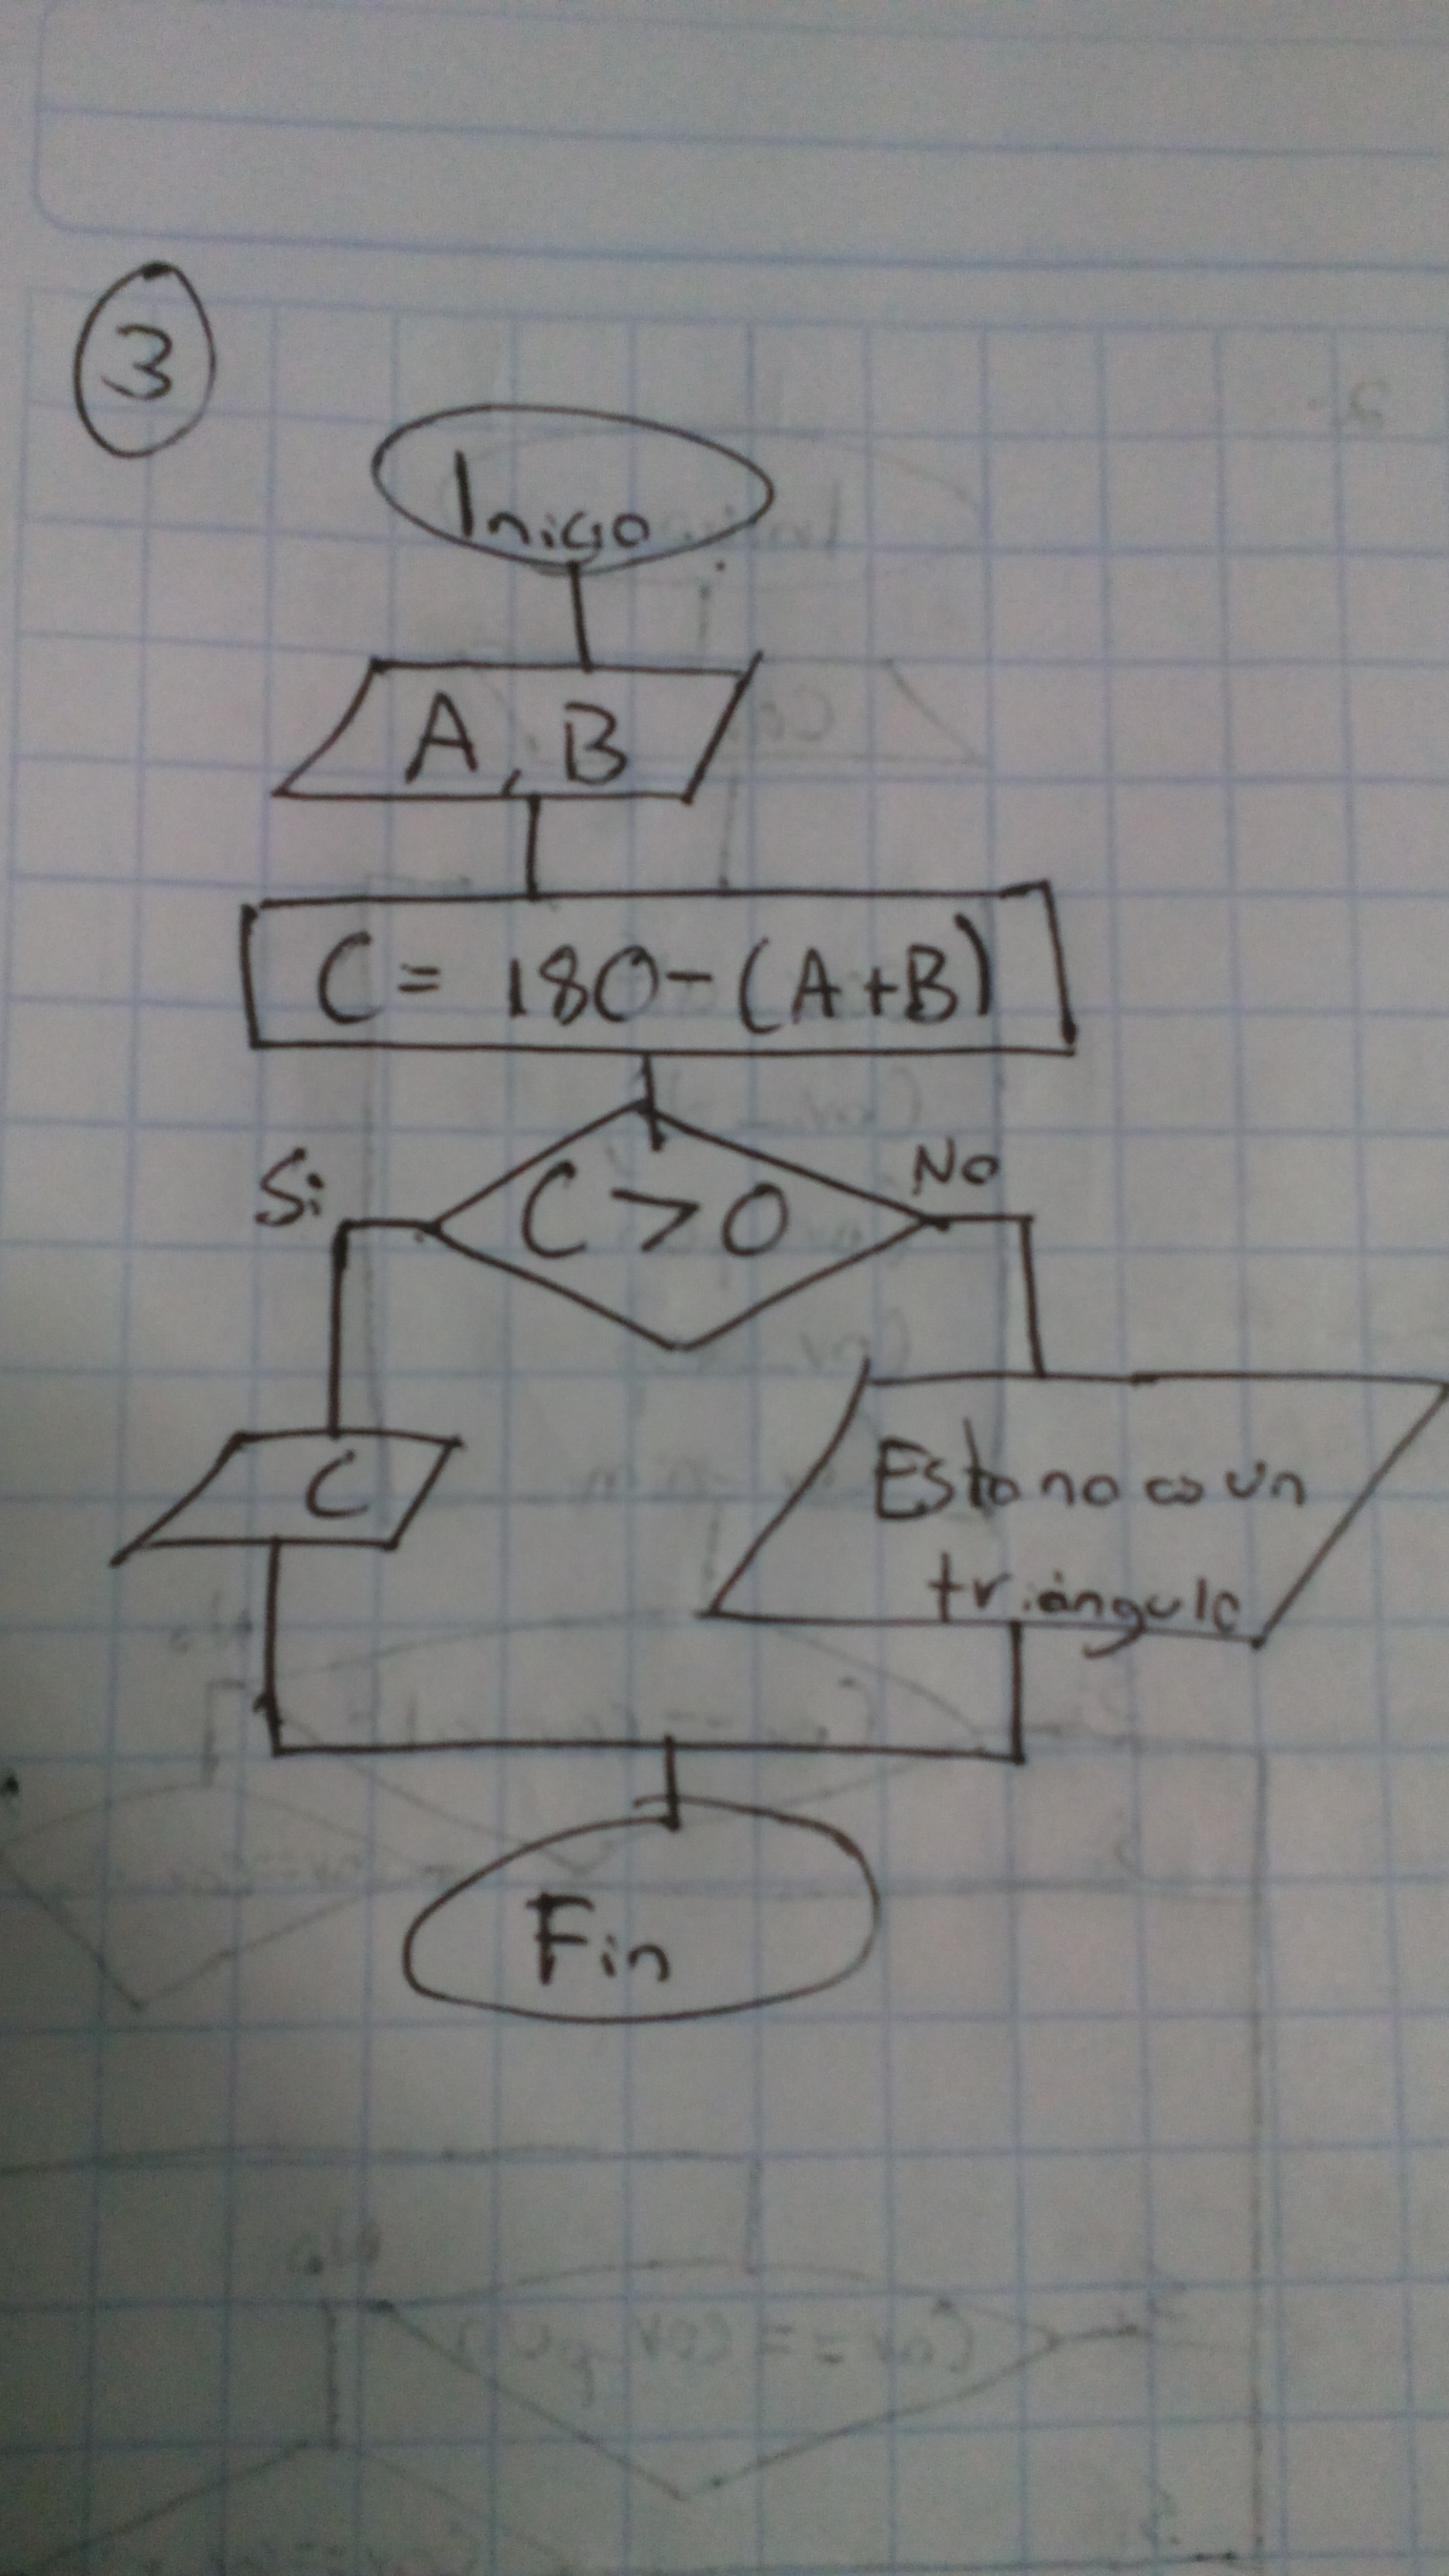 3
Inicio
A, B
C = 180-(A+B)
Si
No
C > 0
C
Esto no es un
triángulo
Fin